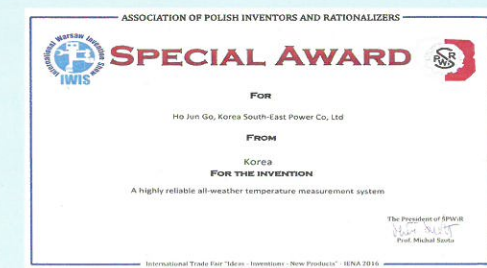 ASSOCIATION OF POLISH INVENTORS AND RATIONALIZERS
International Warsaw Invention Show
IWIS
SPECIAL AWARD
FOR
Ho Jun Go, Korea South-East Power Co, Ltd
FROM
Korea
FOR THE INVENTION
A highly reliable all-weather temperature measurement system
The President of SPWiR
Prof. Michał Szota
International Trade Fair "Ideas - Inventions - New Products" - IENA 2016